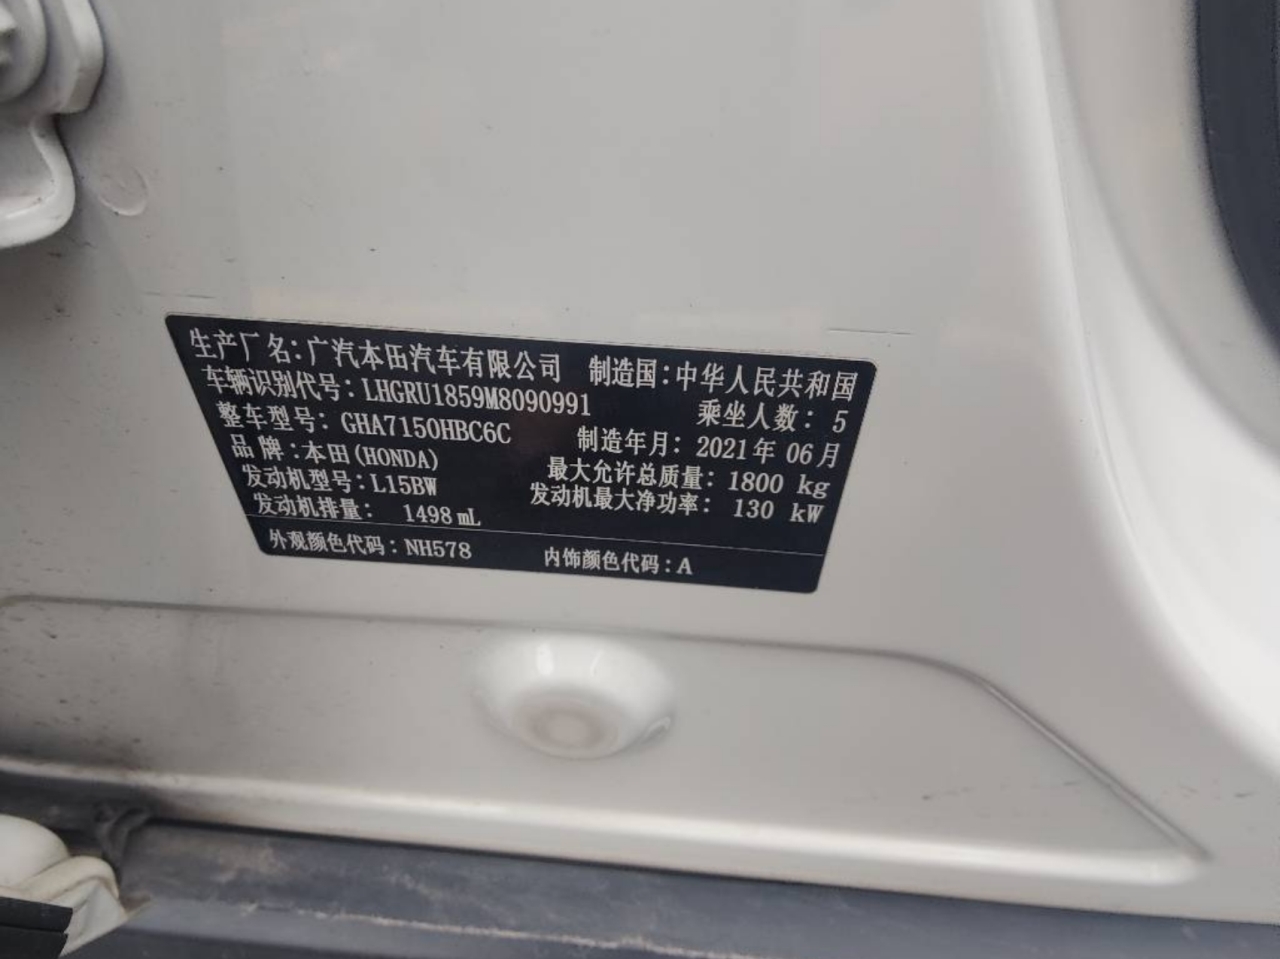 生产厂名：广汽本田汽车有限公司 制造国：中华人民共和国
车辆识别代号：LHGRU1859M8090991 乘坐人数：5
整车型号：GHA7150HBC6C 制造年月：2021年06月
品牌：本田(HONDA) 最大允许总质量：1800 kg
发动机型号：L15BW 发动机最大净功率：130 kW
发动机排量：1498 mL
外观颜色代码：NH578 内饰颜色代码：A